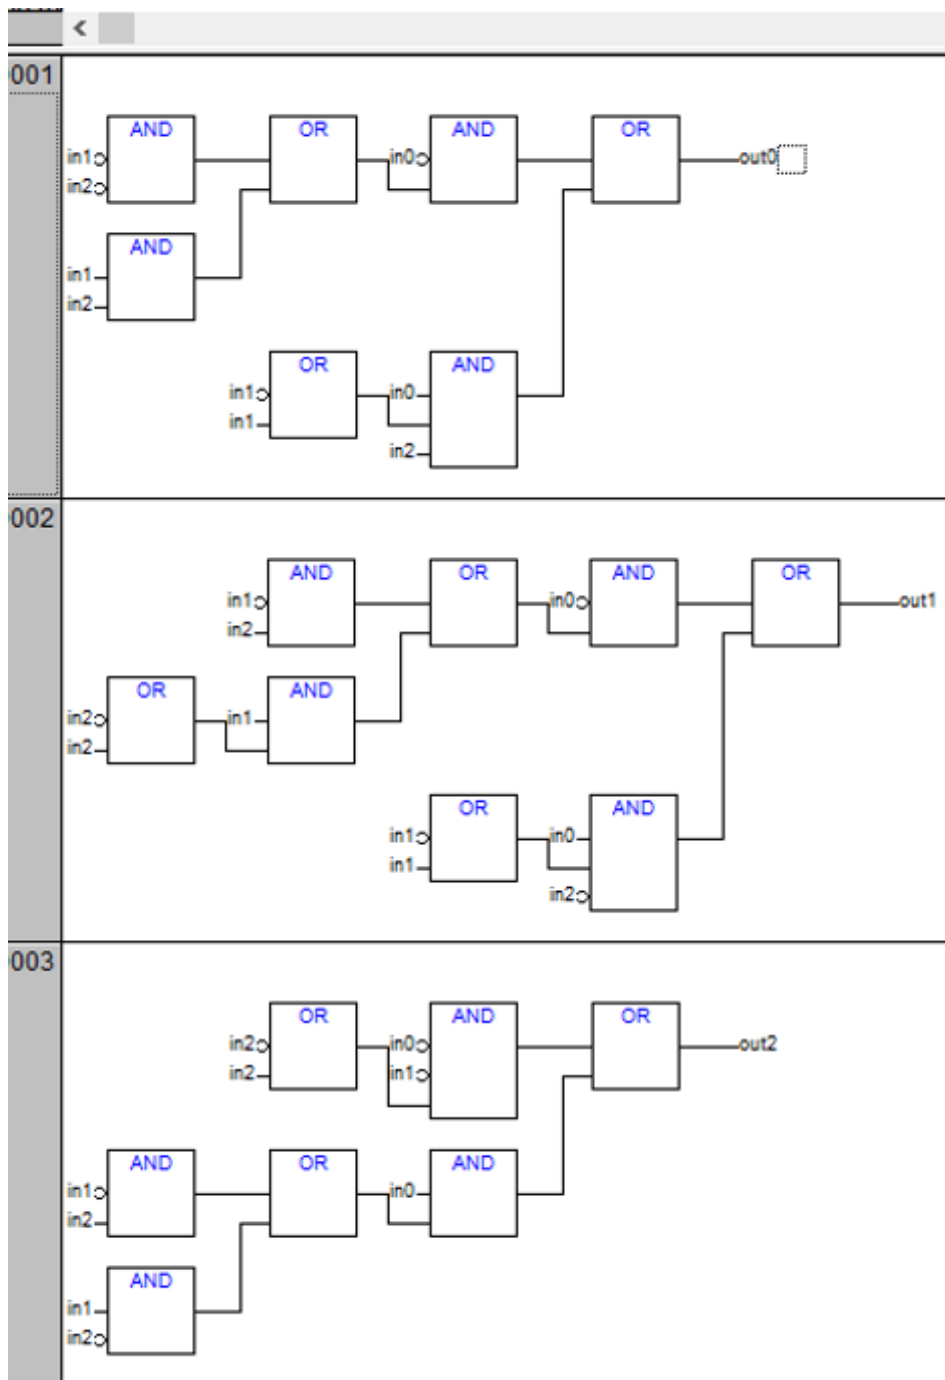 001
AND OR AND OR
in1 in0 out0
in2
AND
in1
in2
OR AND
in1 in0
in1
in2
002
AND OR AND OR
in1 in0 out1
in2
OR AND
in2 in1
in2
OR AND
in1 in0
in1
in2
003
OR AND OR
in2 in0 out2
in2 in1
AND OR AND
in1 in0
in2
AND
in1
in2